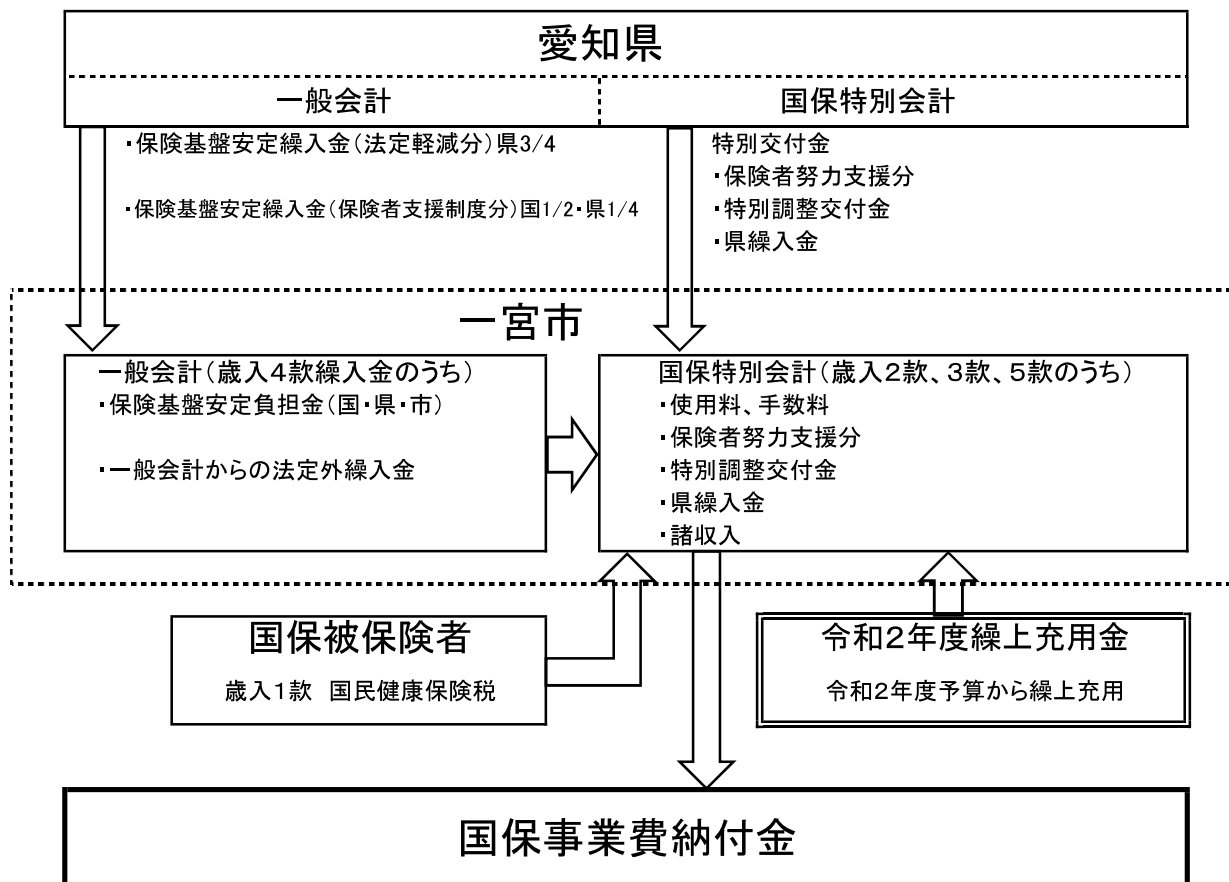 愛知県
一般会計
国保特別会計
・保険基盤安定繰入金(法定軽減分)県3/4
・保険基盤安定繰入金(保険者支援制度分)国1/2・県1/4
特別交付金
・保険者努力支援分
・特別調整交付金
・県繰入金
一宮市
一般会計(歳入4款繰入金のうち)
・保険基盤安定負担金(国・県・市)
・一般会計からの法定外繰入金
国保特別会計(歳入2款、3款、5款のうち)
・使用料、手数料
・保険者努力支援分
・特別調整交付金
・県繰入金
・諸収入
国保被保険者
歳入1款 国民健康保険税
令和2年度繰上充用金
令和2年度予算から繰上充用
国保事業費納付金